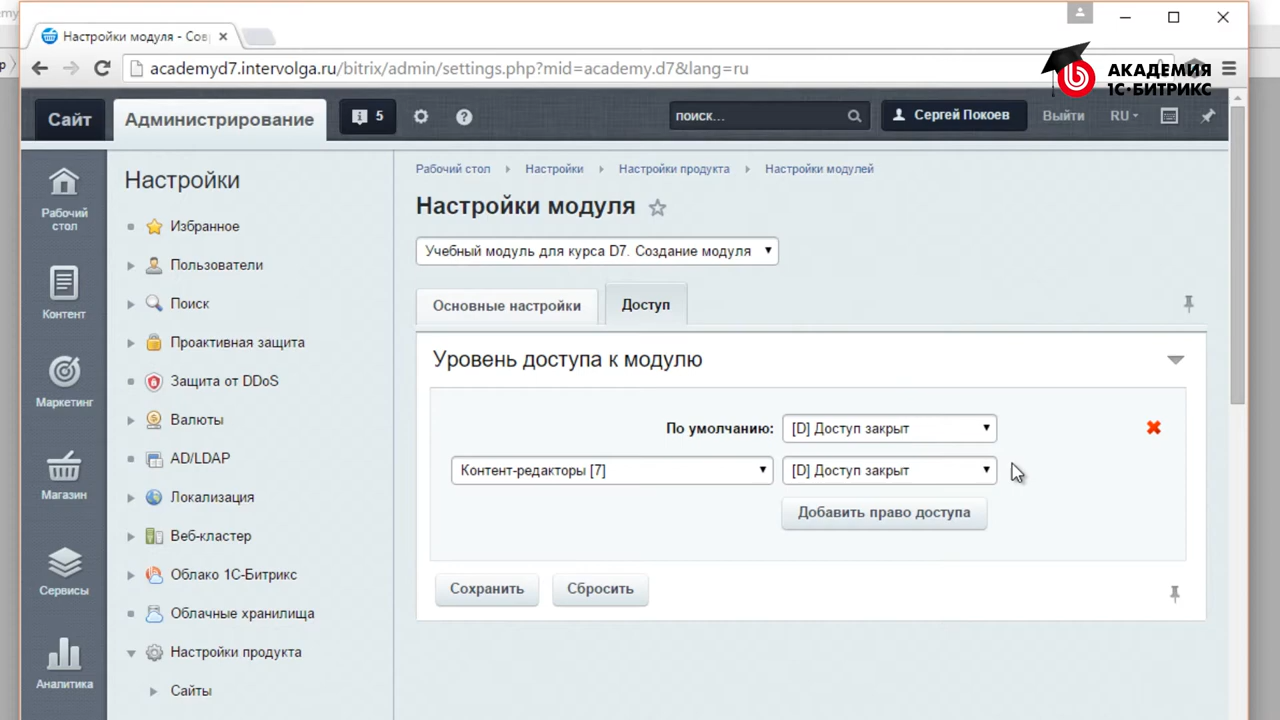 Настройки модуля - Сов
academyd7.intervolga.ru/bitrix/admin/settings.php?mid=academy.d7&lang=ru
АКАДЕМИЯ
1С·БИТРИКС
Сайт
Администрирование
5
поиск...
Сергей Покоев
Выйти
RU
Рабочий стол
Настройки
Настройки продукта
Настройки модулей
Рабочий
стол
Контент
Маркетинг
Магазин
Сервисы
Аналитика
Настройки
Избранное
Пользователи
Поиск
Проактивная защита
Защита от DDoS
Валюты
AD/LDAP
Локализация
Веб-кластер
Облако 1С-Битрикс
Облачные хранилища
Настройки продукта
Сайты
Настройки модуля
Учебный модуль для курса D7. Создание модуля
Основные настройки
Доступ
Уровень доступа к модулю
По умолчанию: [D] Доступ закрыт
Контент-редакторы [7] [D] Доступ закрыт
Добавить право доступа
Сохранить
Сбросить